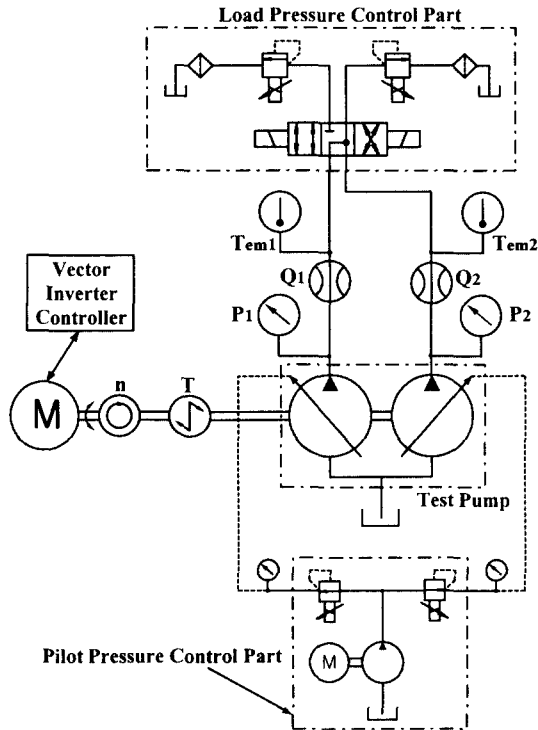 Load Pressure Control Part
Tem1
Tem2
Q1
Q2
Vector
Inverter
Controller
P1
P2
n
T
M
Test Pump
M
Pilot Pressure Control Part